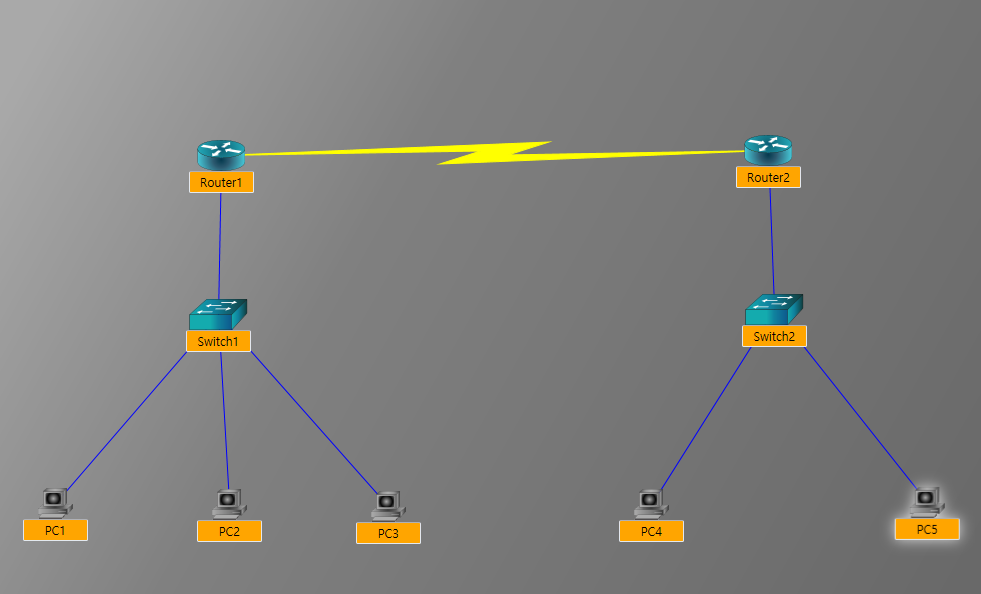 Router1
Router2
Switch1
Switch2
PC1
PC2
PC3
PC4
PC5